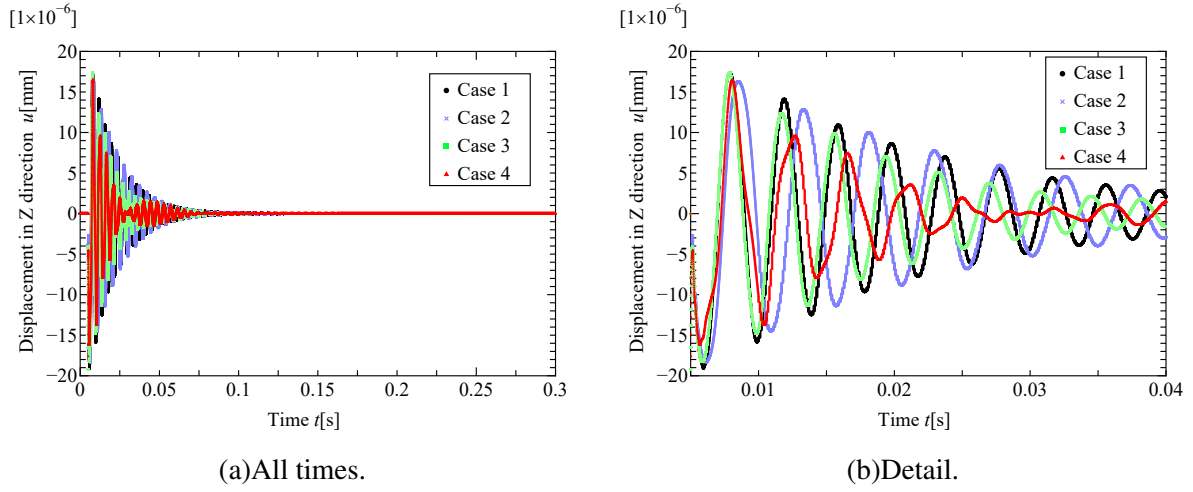 [1×10⁻⁶]
Displacement in Z direction u[mm]
20
15
10
5
0
−5
−10
−15
−20
Case 1
Case 2
Case 3
Case 4
0 0.05 0.1 0.15 0.2 0.25 0.3
Time t[s]
(a)All times.
[1×10⁻⁶]
Displacement in Z direction u[mm]
20
15
10
5
0
−5
−10
−15
−20
Case 1
Case 2
Case 3
Case 4
0.01 0.02 0.03 0.04
Time t[s]
(b)Detail.